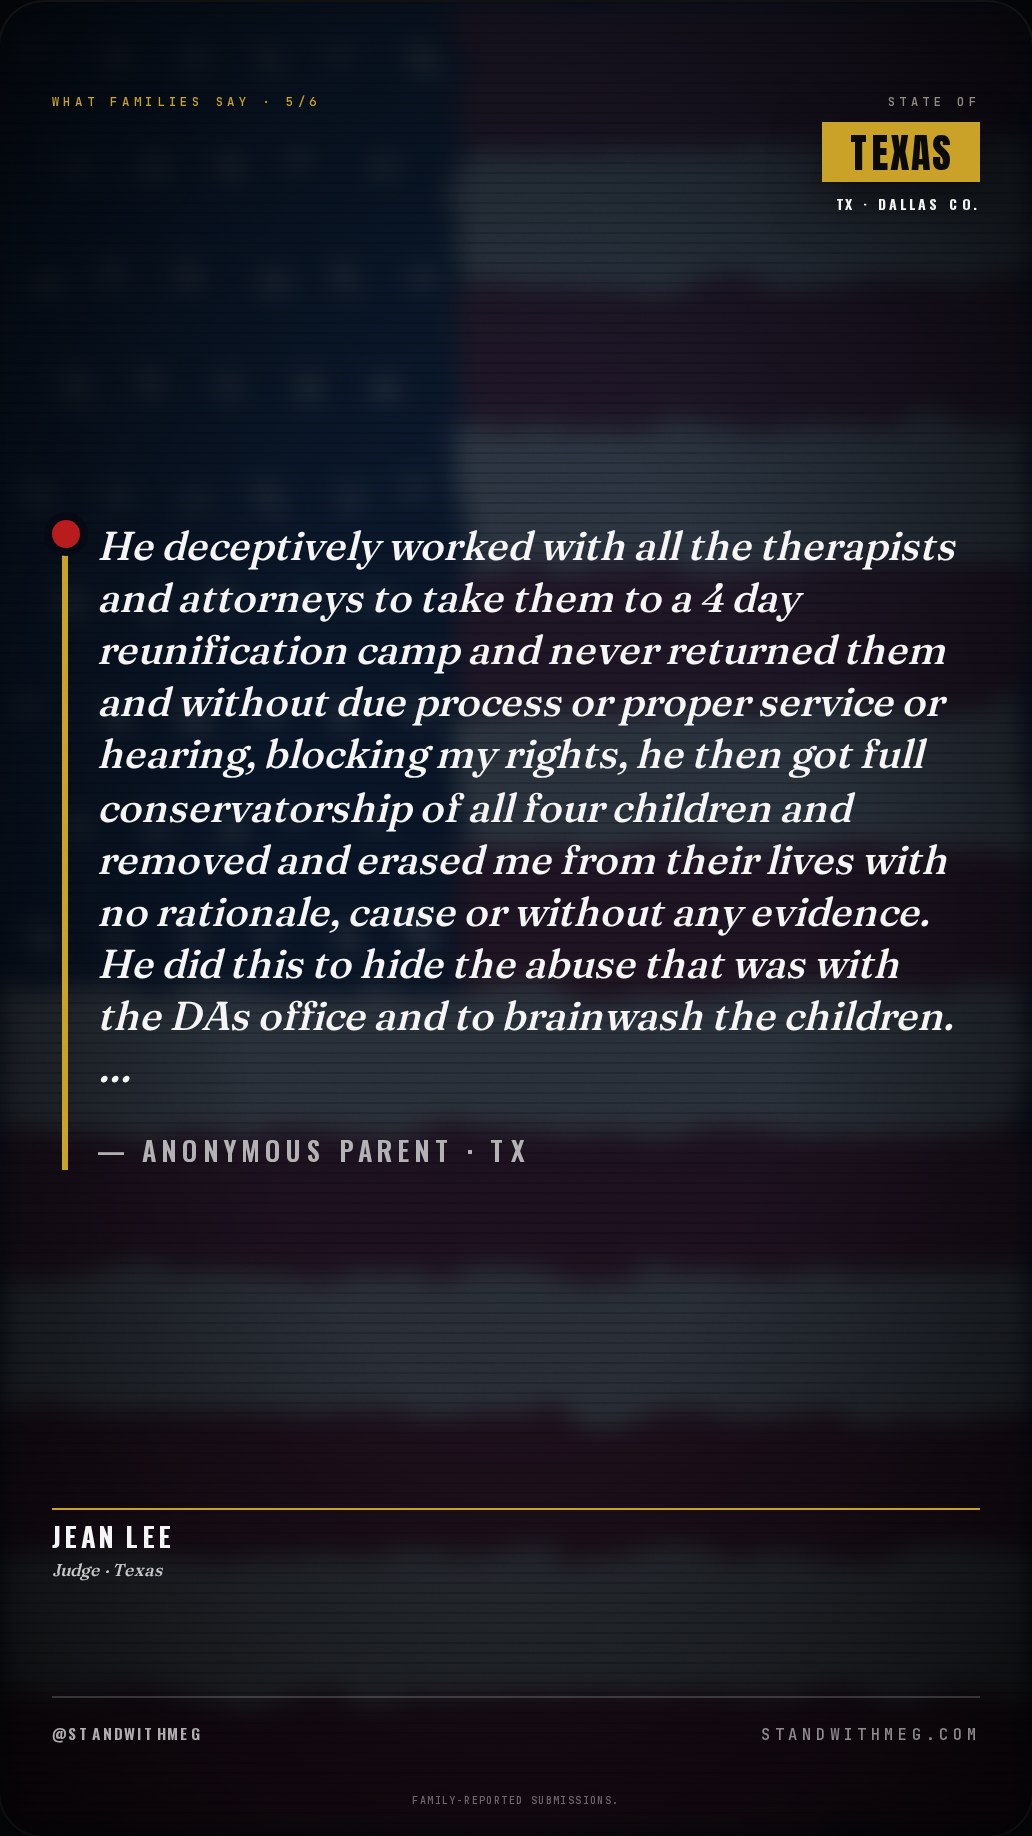 WHAT FAMILIES SAY · 5/6
STATE OF
TEXAS
TX · DALLAS CO.
He deceptively worked with all the therapists
and attorneys to take them to a 4 day
reunification camp and never returned them
and without due process or proper service or
hearing, blocking my rights, he then got full
conservatorship of all four children and
removed and erased me from their lives with
no rationale, cause or without any evidence.
He did this to hide the abuse that was with
the DAs office and to brainwash the children.
...
— ANONYMOUS PARENT · TX
JEAN LEE
Judge · Texas
@STANDWITHMEG
STANDWITHMEG.COM
FAMILY-REPORTED SUBMISSIONS.